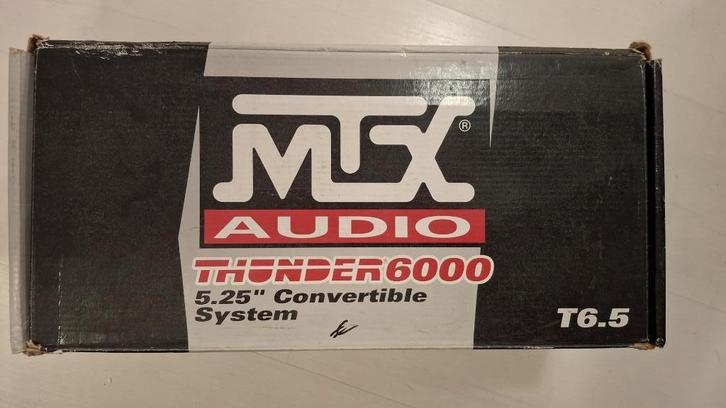 MTX®
AUDIO
THUNDER6000
5.25" Convertible
System
T6.5